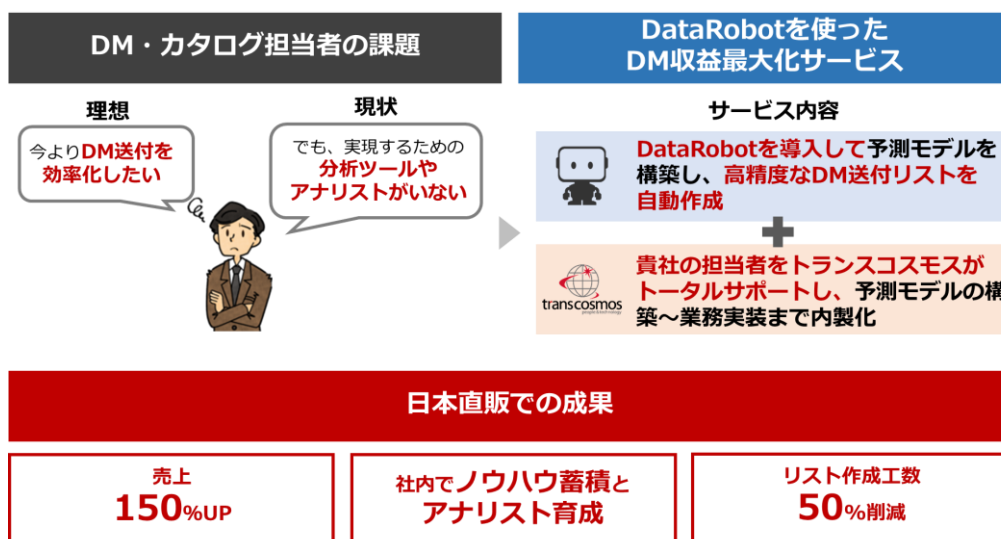 DM・カタログ担当者の課題
理想
今よりDM送付を
効率化したい
現状
でも、実現するための
分析ツールや
アナリストがいない
DataRobotを使った
DM収益最大化サービス
サービス内容
DataRobotを導入して予測モデルを
構築し、高精度なDM送付リストを
自動作成
transcosmos
people & technology
貴社の担当者をトランスコスモスが
トータルサポートし、予測モデルの構
築～業務実装まで内製化
日本直販での成果
売上
150%UP
社内でノウハウ蓄積と
アナリスト育成
リスト作成工数
50%削減